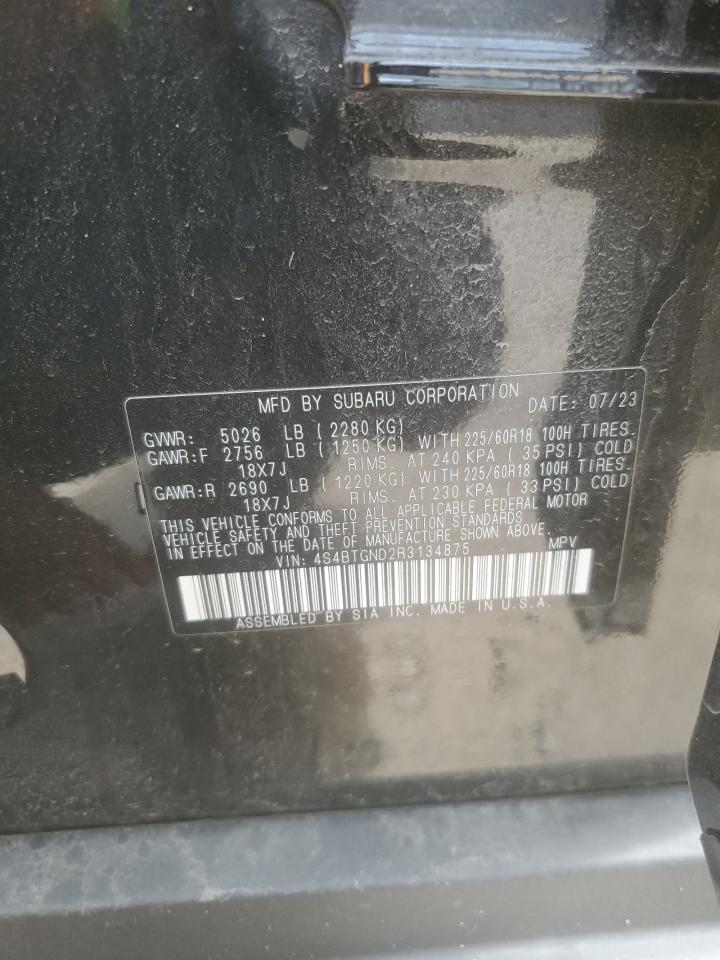 MFD BY SUBARU CORPORATION DATE: 07/23
GVWR: 5026 LB ( 2280 KG)
GAWR:F 2756 LB ( 1250 KG) WITH 225/60R18 100H TIRES.
18X7J RIMS. AT 240 KPA ( 35 PSI) COLD
GAWR:R 2690 LB ( 1220 KG) WITH 225/60R18 100H TIRES.
18X7J RIMS. AT 230 KPA ( 33 PSI) COLD
THIS VEHICLE CONFORMS TO ALL APPLICABLE FEDERAL MOTOR
VEHICLE SAFETY AND THEFT PREVENTION STANDARDS
IN EFFECT ON THE DATE OF MANUFACTURE SHOWN ABOVE.
VIN: 4S4BTGND2R3134875 MPV
ASSEMBLED BY SIA INC. MADE IN U.S.A.